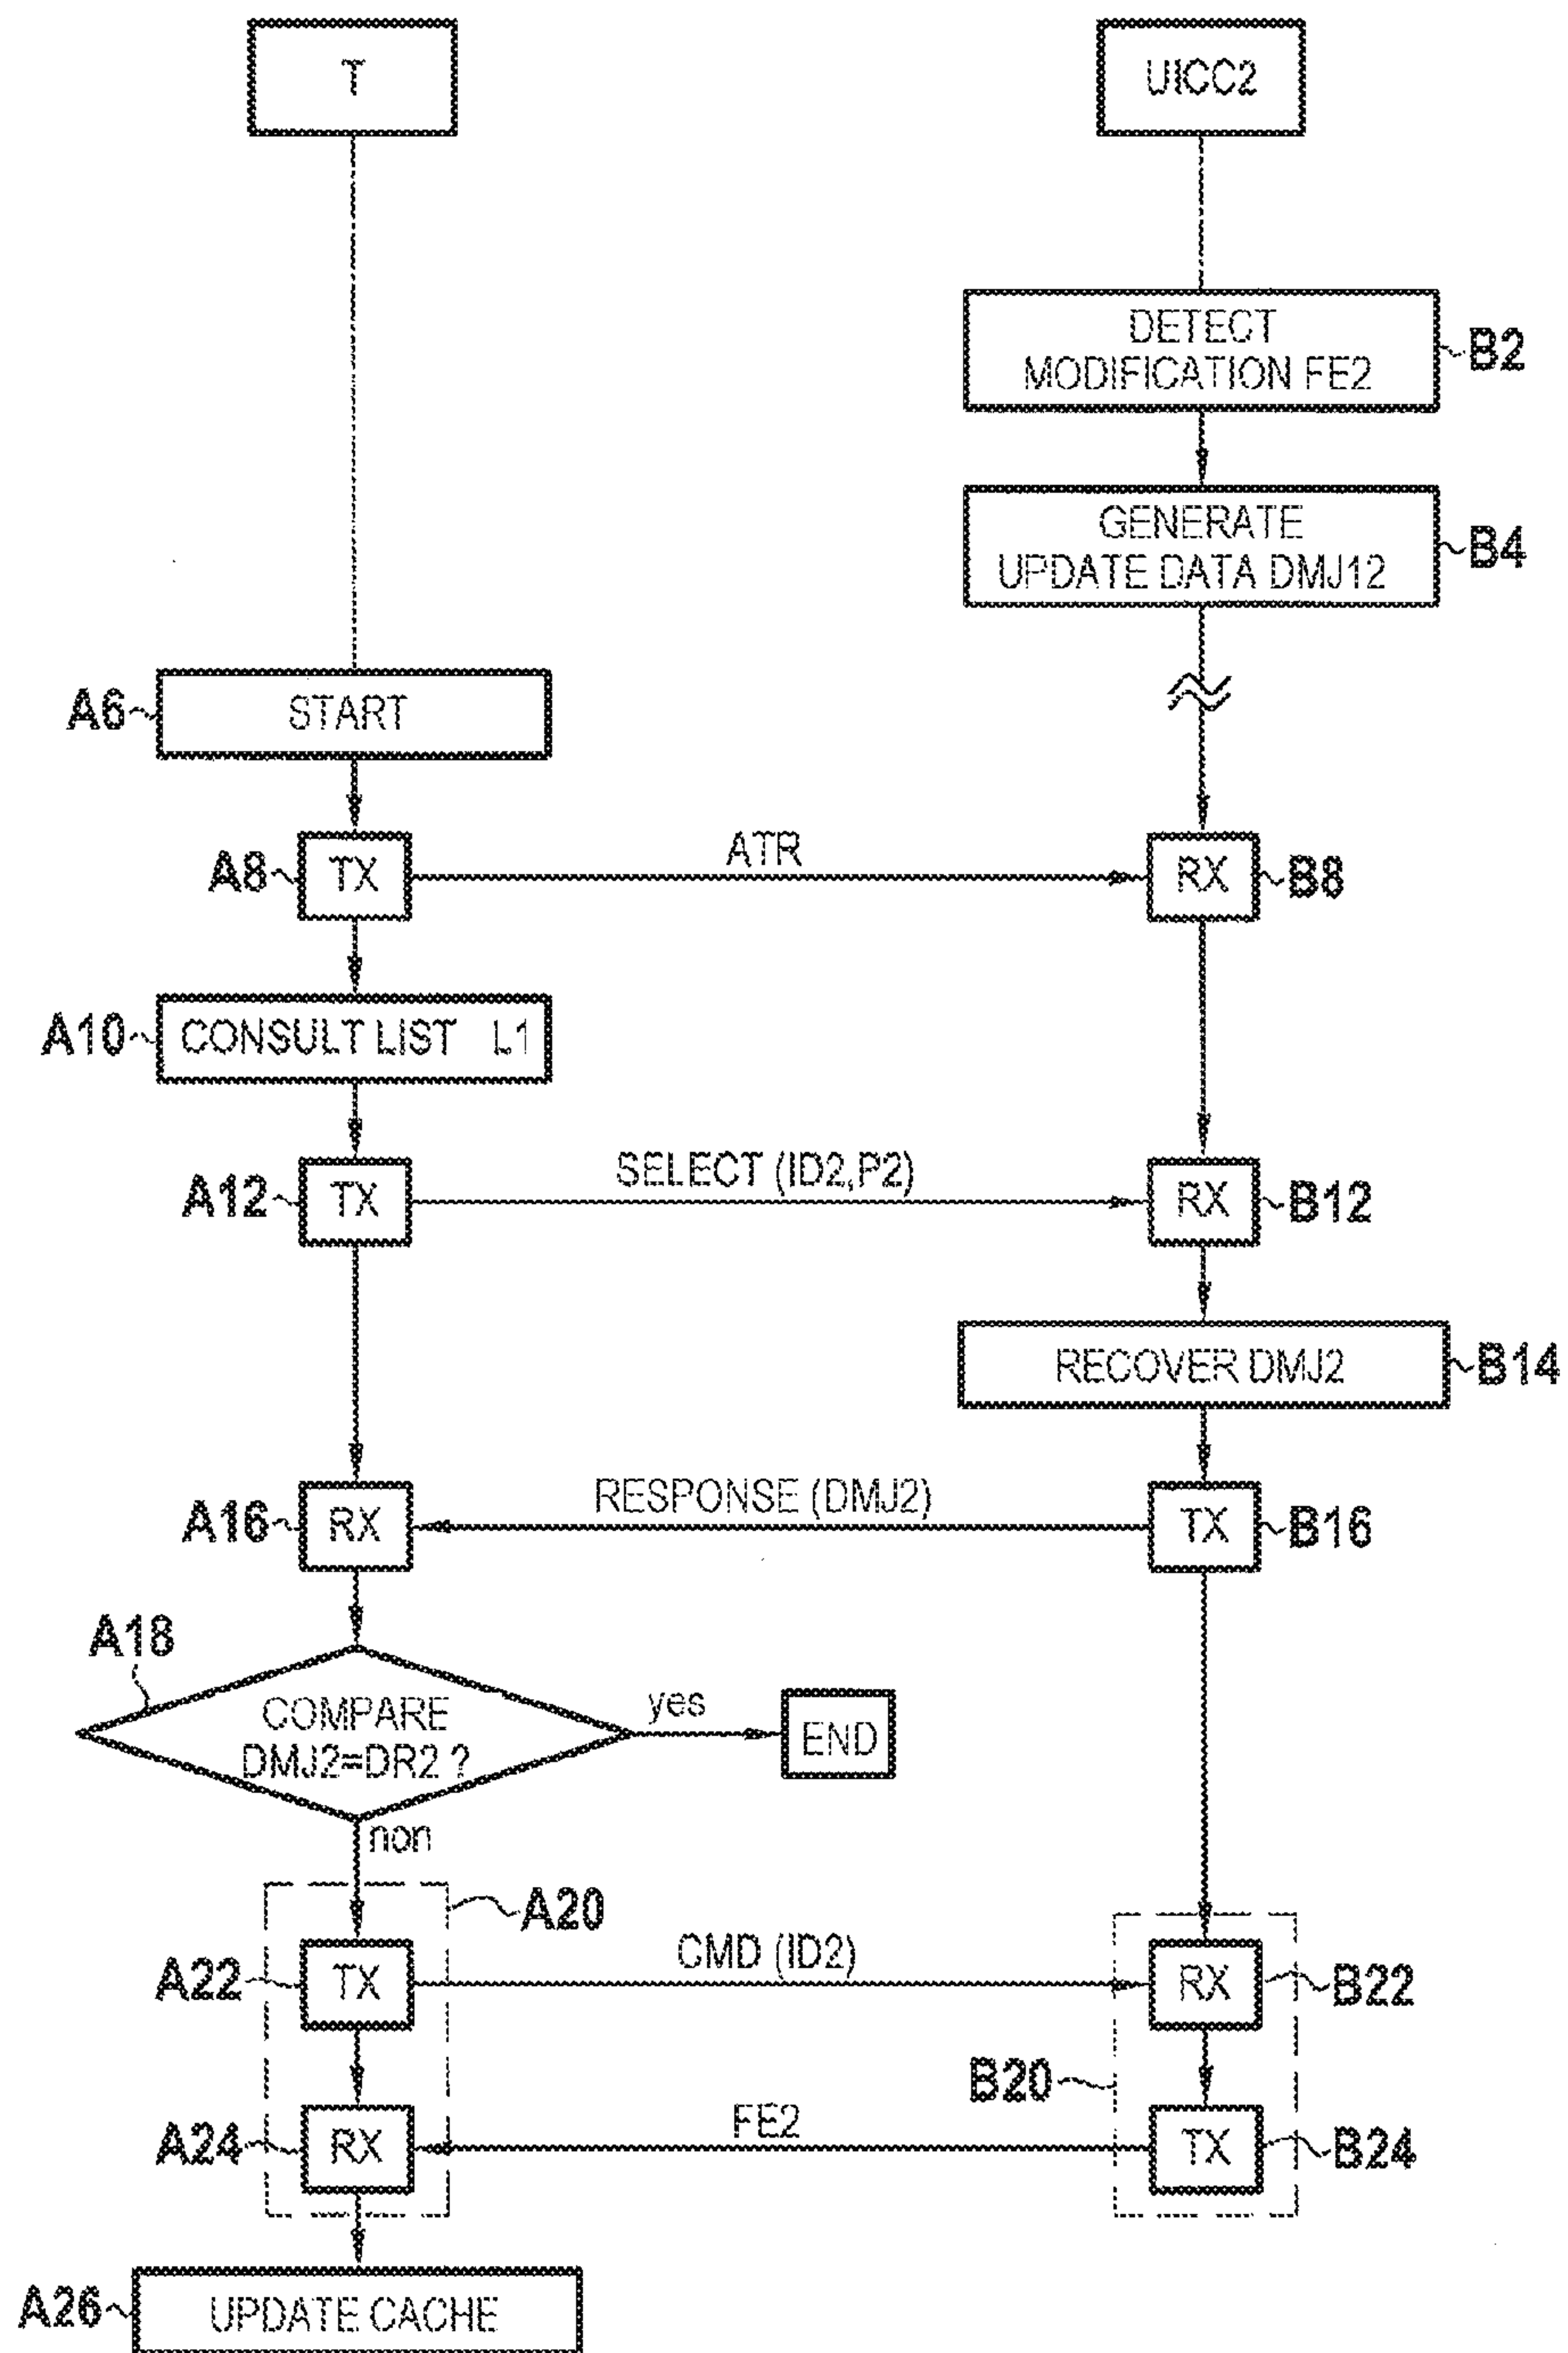 T
UICC2
DETECT
MODIFICATION FE2
B2
GENERATE
UPDATE DATA DMJ12
B4
A6
START
A8
TX
ATR
RX
B8
A10
CONSULT LIST L1
A12
TX
SELECT (ID2,P2)
RX
B12
RECOVER DMJ2
B14
A16
RX
RESPONSE (DMJ2)
TX
B16
A18
COMPARE
DMJ2=DR2 ?
yes
END
non
A20
A22
TX
CMD (ID2)
RX
B22
B20
A24
RX
FE2
TX
B24
A26
UPDATE CACHE